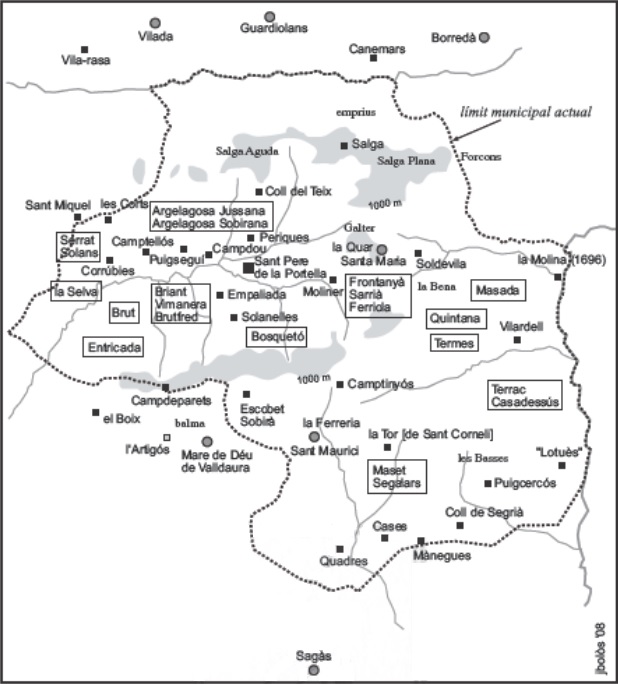 Guardiolans
Vilada
Borredà
Canemars
Vila-rasa
emprius
límit municipal actual
Salga Aguda
Salga
Salga Plana
Forcons
Coll del Teix
1000 m
Sant Miquel
les Corts
Argelagosa Jussana
Argelagosa Sobirana
Galter
Serrat
Solans
Camptellós
Periques
Campdou
Puigseguí
la Quar
Santa Maria
Corrúbies
Sant Pere
de la Portella
Soldevila
la Molina (1696)
la Selva
Briant
Vimanera
Brutfred
Empallada
Moliner
Frontanyà
Sarrià
Ferriola
la Bena
Masada
Brut
Solanelles
Quintana
Vilardell
Entricada
Bosquetó
Termes
1000 m
Camptinyós
Campdeparets
Terrac
Casadessús
el Boix
balma
Escobet
Sobirà
la Ferreria
l'Artigós
Mare de Déu
de Valldaura
Sant Maurici
la Tor [de Sant Corneli]
les Basses
"Lotuès"
Maset
Segalars
Puigcercós
Coll de Segrià
Cases
Quadres
Mànegues
Sagàs
jbolòs '08